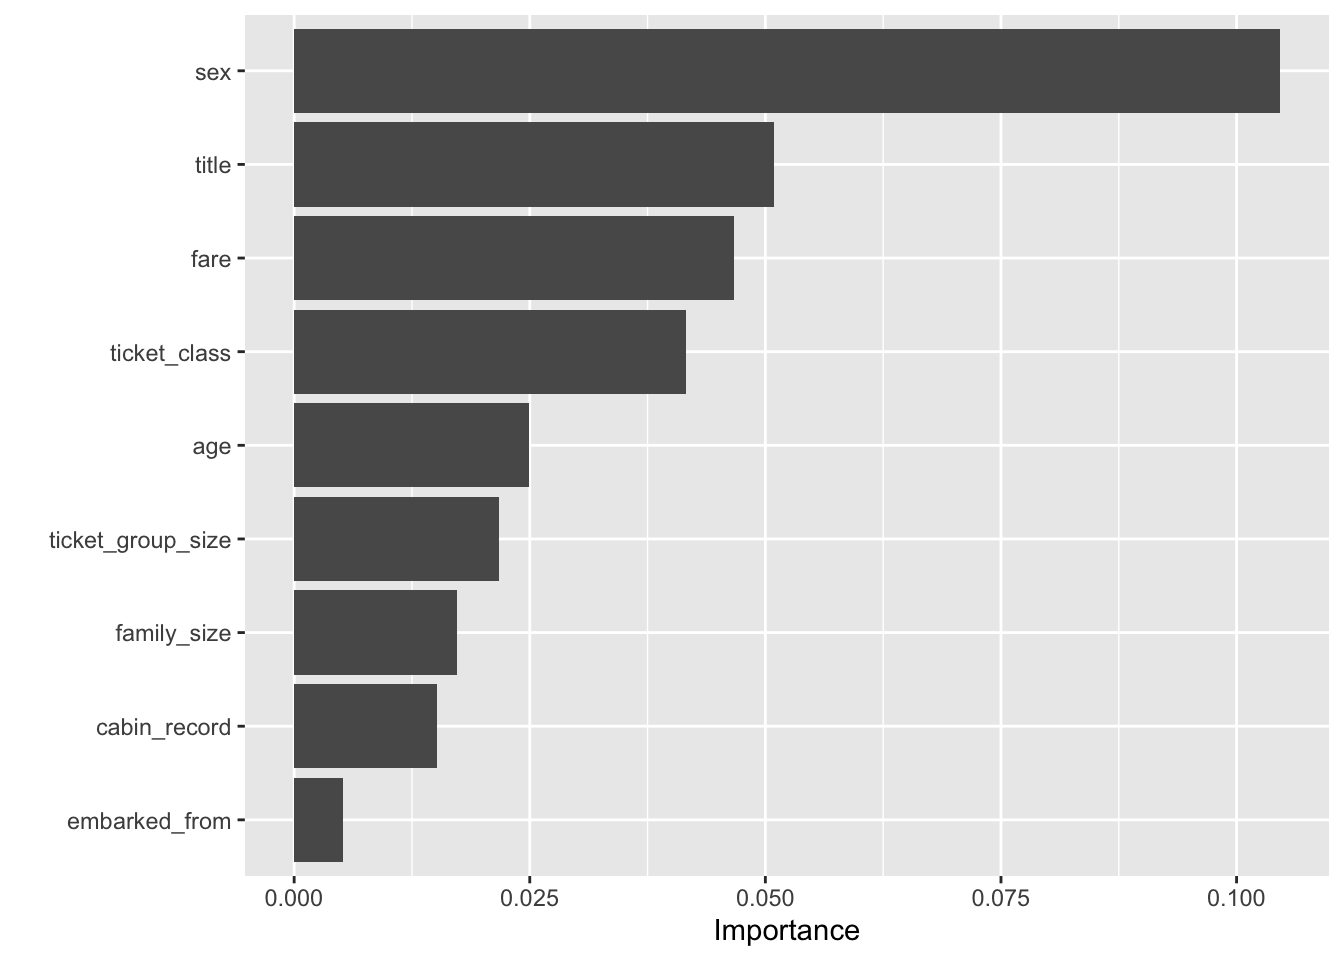 sex
title
fare
ticket_class
age
ticket_group_size
family_size
cabin_record
embarked_from
0.000 0.025 0.050 0.075 0.100
Importance